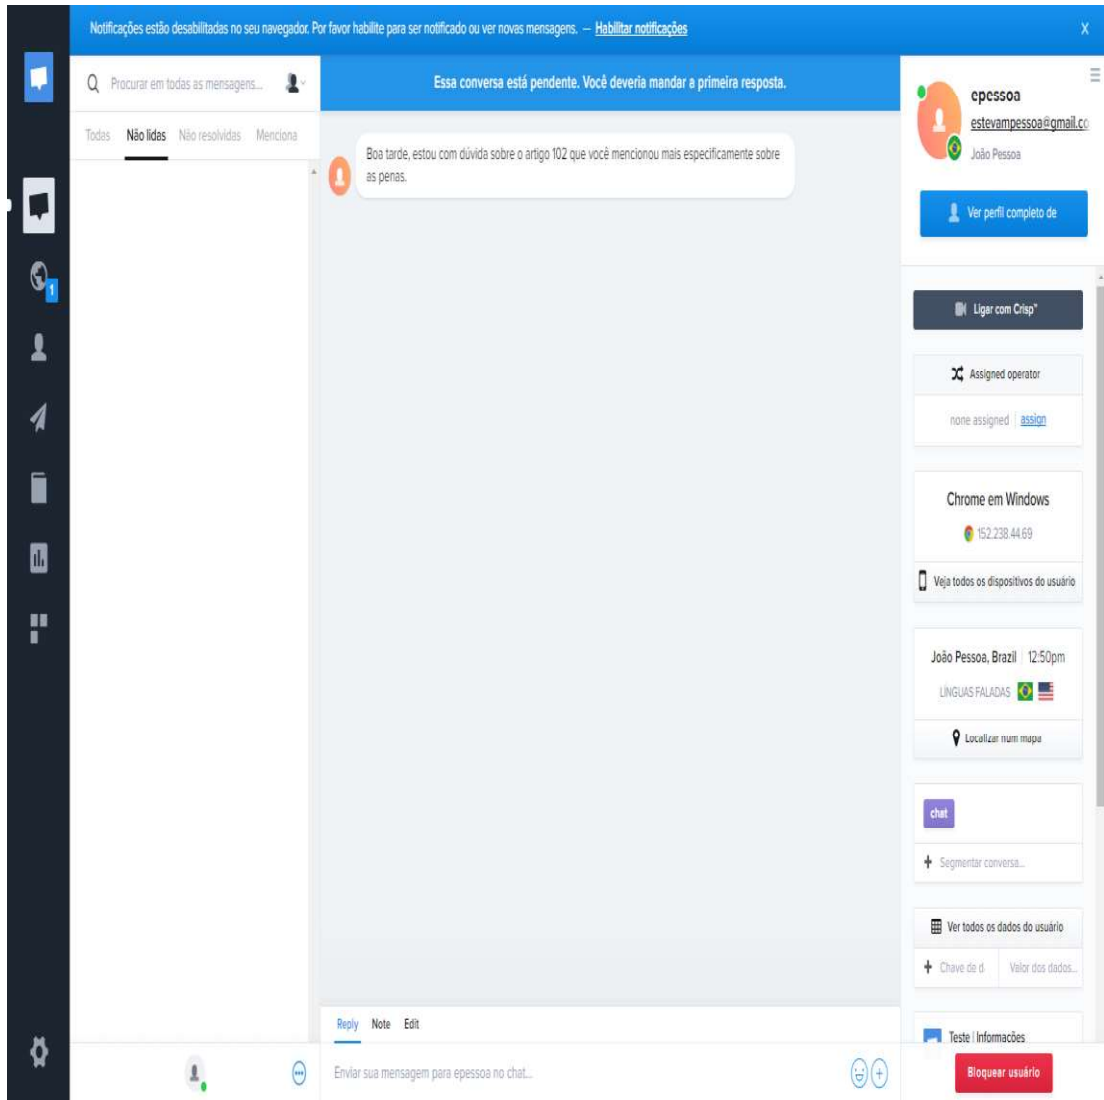 Notificações estão desabilitadas no seu navegador. Por favor habilite para ser notificado ou ver novas mensagens. — Habilitar notificações
X
Procurar em todas as mensagens...
Todas Não lidas Não resolvidas Menciona
Essa conversa está pendente. Você deveria mandar a primeira resposta.
Boa tarde, estou com dúvida sobre o artigo 102 que você mencionou mais especificamente sobre
as penas.
1
Reply Note Edit
Enviar sua mensagem para epessoa no chat...
epessoa
estevampessoa@gmail.co
João Pessoa
Ver perfil completo de
Ligar com Crisp"
Assigned operator
none assigned | assign
Chrome em Windows
152.238.44.69
Veja todos os dispositivos do usuário
João Pessoa, Brazil | 12:50pm
LÍNGUAS FALADAS
Localizar num mapa
chat
+ Segmentar conversa...
Ver todos os dados do usuário
+ Chave de d Valor dos dados...
Teste | Informações
Bloquear usuário